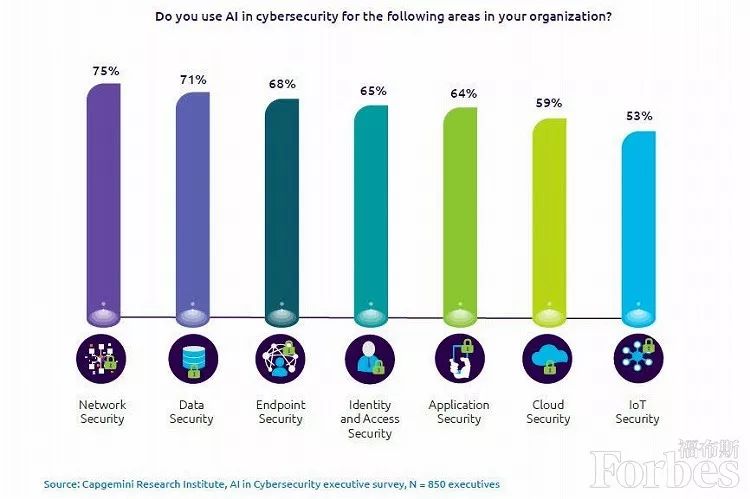 Do you use AI in cybersecurity for the following areas in your organization?
75%
71%
68%
65%
64%
59%
53%
Network
Security
Data
Security
Endpoint
Security
Identity
and Access
Security
Application
Security
Cloud
Security
IoT
Security
Source: Capgemini Research Institute, AI in Cybersecurity executive survey, N = 850 executives
福布斯
Forbes